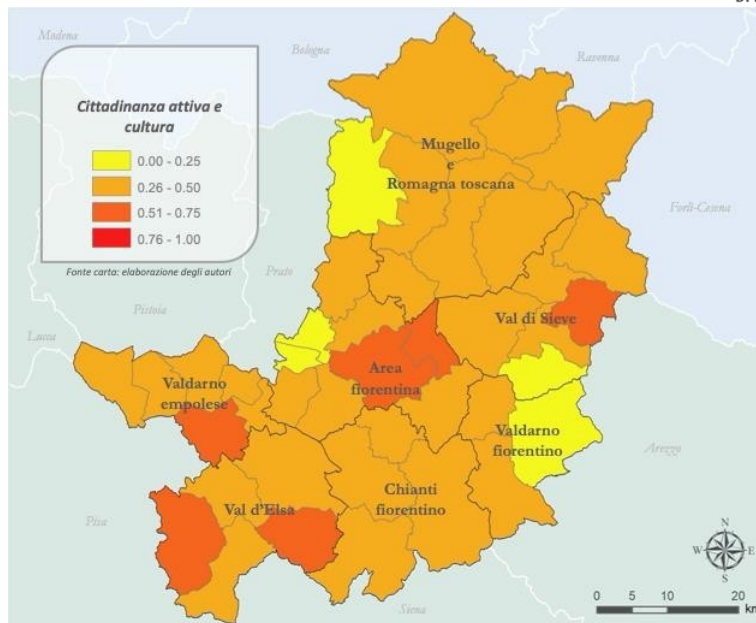 Modena
Bologna
Ravenna
Cittadinanza attiva e
cultura
0.00 - 0.25
0.26 - 0.50
0.51 - 0.75
0.76 - 1.00
Fonte carta: elaborazione degli autori
Mugello
e
Romagna toscana
Forlì-Cesena
Prato
Pistoia
Lucca
Val di Sieve
Area
fiorentina
Valdarno
empolese
Valdarno
fiorentino
Arezzo
Chianti
fiorentino
Val d'Elsa
Pisa
Siena
N
W
E
S
0
5
10
20
km